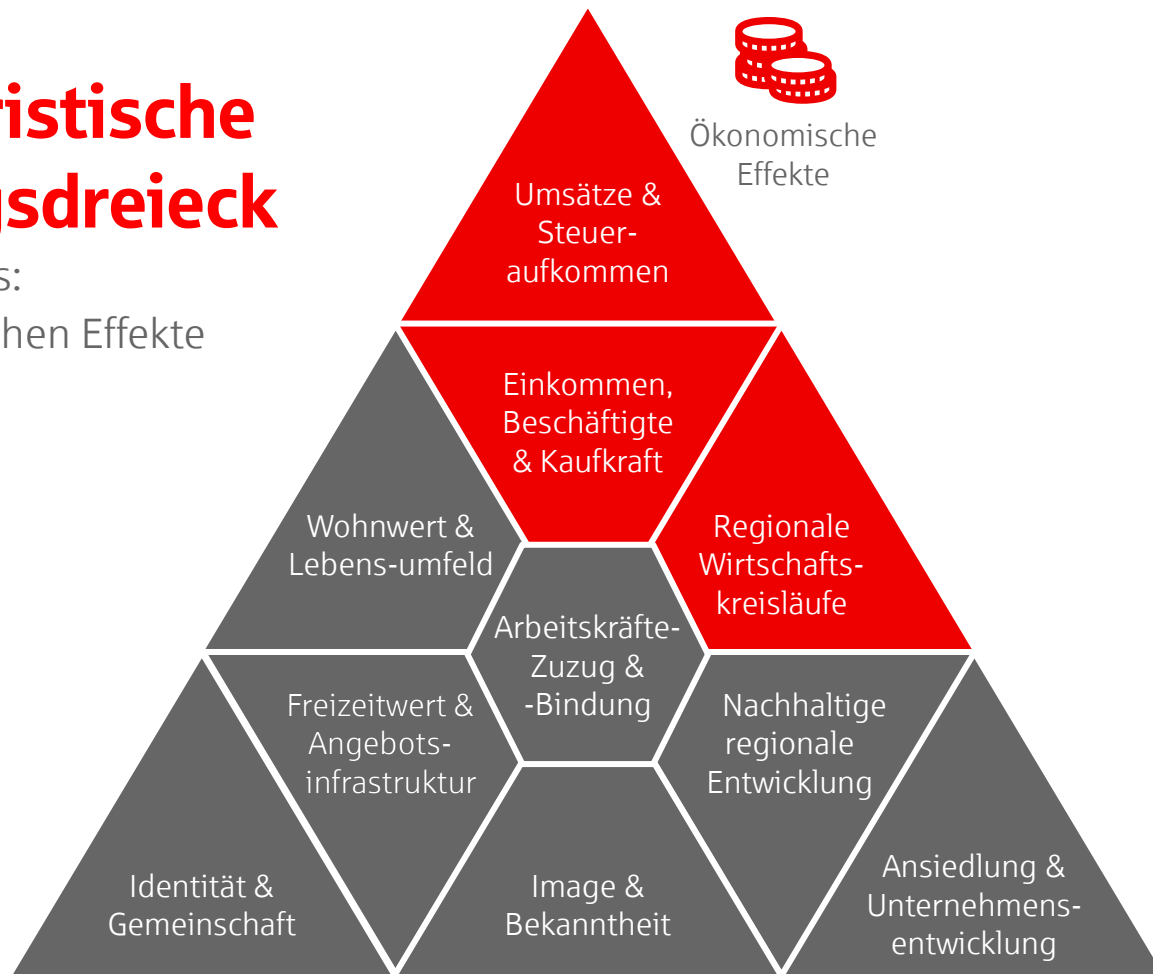 ristische
gsdreieck
s:
hen Effekte
Ökonomische
Effekte
Umsätze &
Steuer-
aufkommen
Einkommen,
Beschäftigte
& Kaufkraft
Wohnwert &
Lebens-umfeld
Regionale
Wirtschafts-
kreisläufe
Arbeitskräfte-
Zuzug &
-Bindung
Freizeitwert &
Angebots-
infrastruktur
Nachhaltige
regionale
Entwicklung
Identität &
Gemeinschaft
Image &
Bekanntheit
Ansiedlung &
Unternehmens-
entwicklung